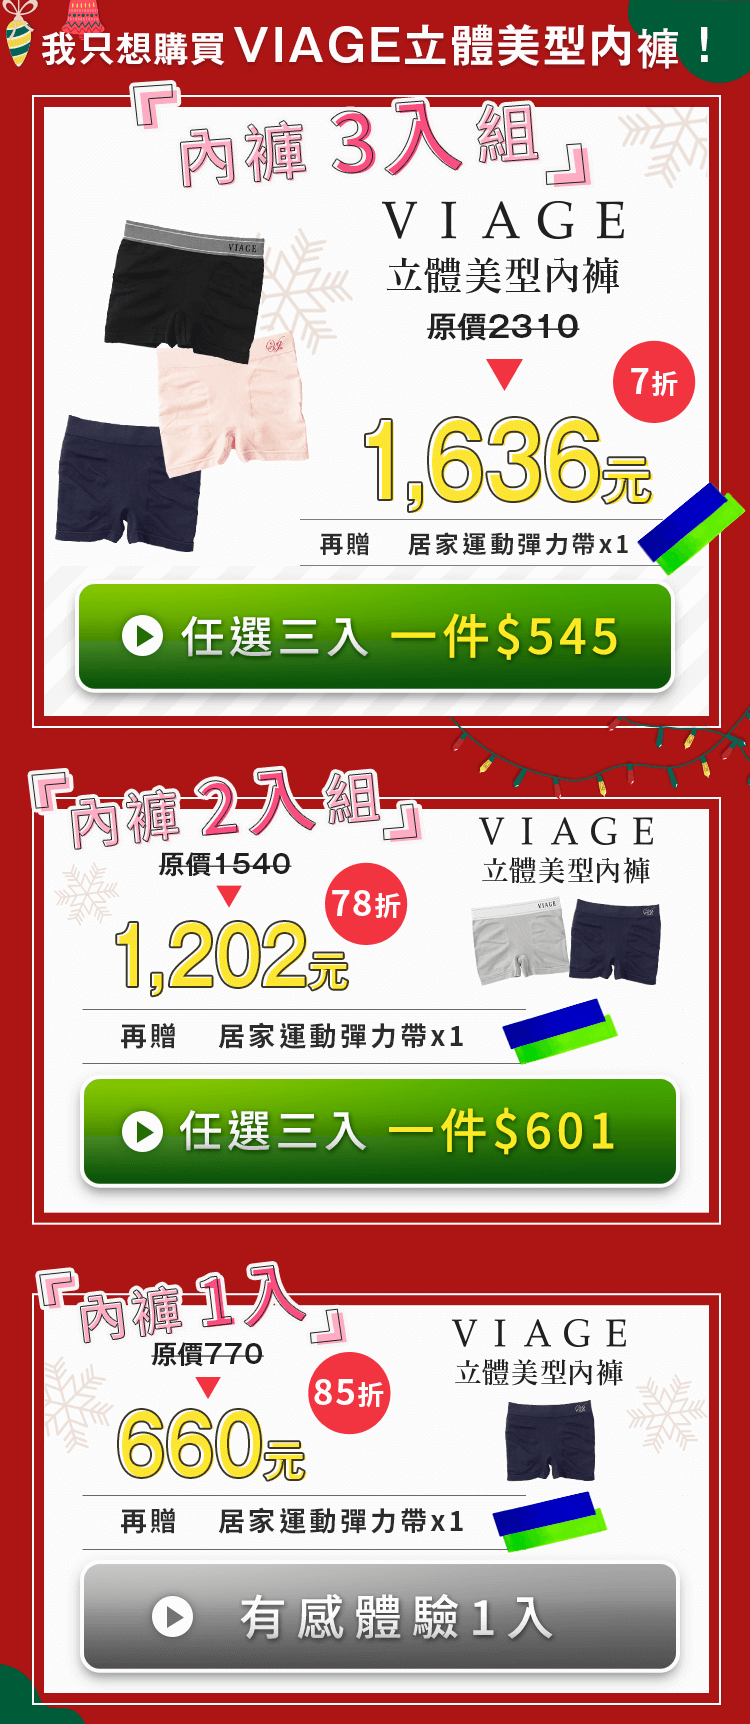 我只想購買 VIAGE立體美型內褲！
『內褲3入組』
VIAGE
立體美型內褲
VIAGE
原價2310
7折
1,636元
再贈 居家運動彈力帶x1
任選三入 一件$545
『內褲2入組』
VIAGE
立體美型內褲
原價1540
78折
VIAGE
1,202元
再贈 居家運動彈力帶x1
任選三入 一件$601
『內褲1入』
VIAGE
立體美型內褲
原價770
85折
660元
再贈 居家運動彈力帶x1
有感體驗1入